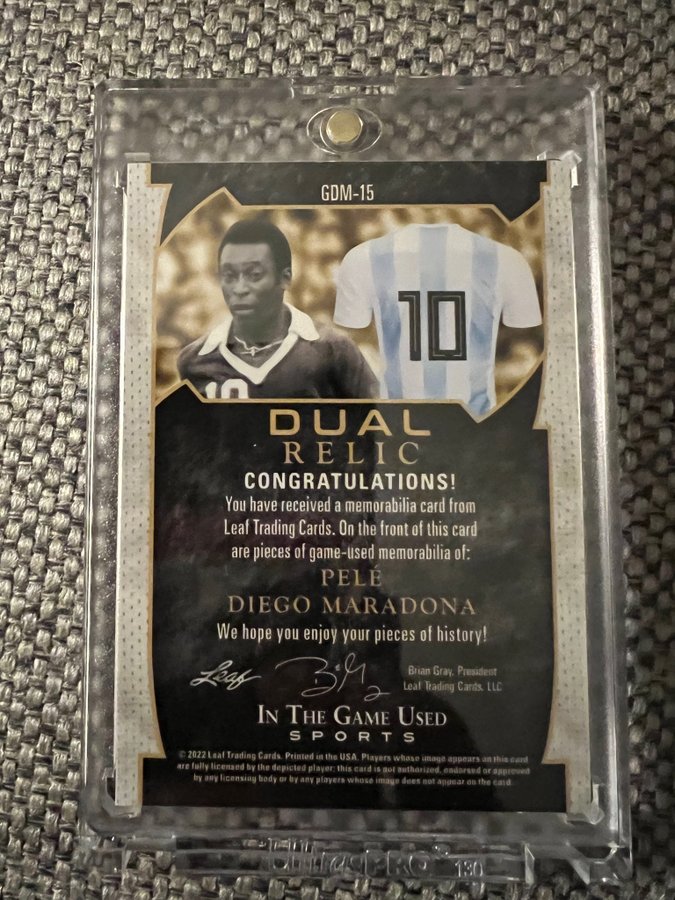 GDM-15
10
10
DUAL
RELIC
CONGRATULATIONS!
You have received a memorabilia card from
Leaf Trading Cards. On the front of this card
are pieces of game-used memorabilia of:
PELÉ
DIEGO MARADONA
We hope you enjoy your pieces of history!
Leaf
Brian Gray, President
Leaf Trading Cards, LLC
IN THE GAME USED
SPORTS
© 2022 Leaf Trading Cards. Printed in the USA. Players whose image appears on this card
are fully licensed by the depicted player; this card is not authorized, endorsed or approved
by any licensing body or by any players whose image does not appear on the card.
Ultra PRO 130